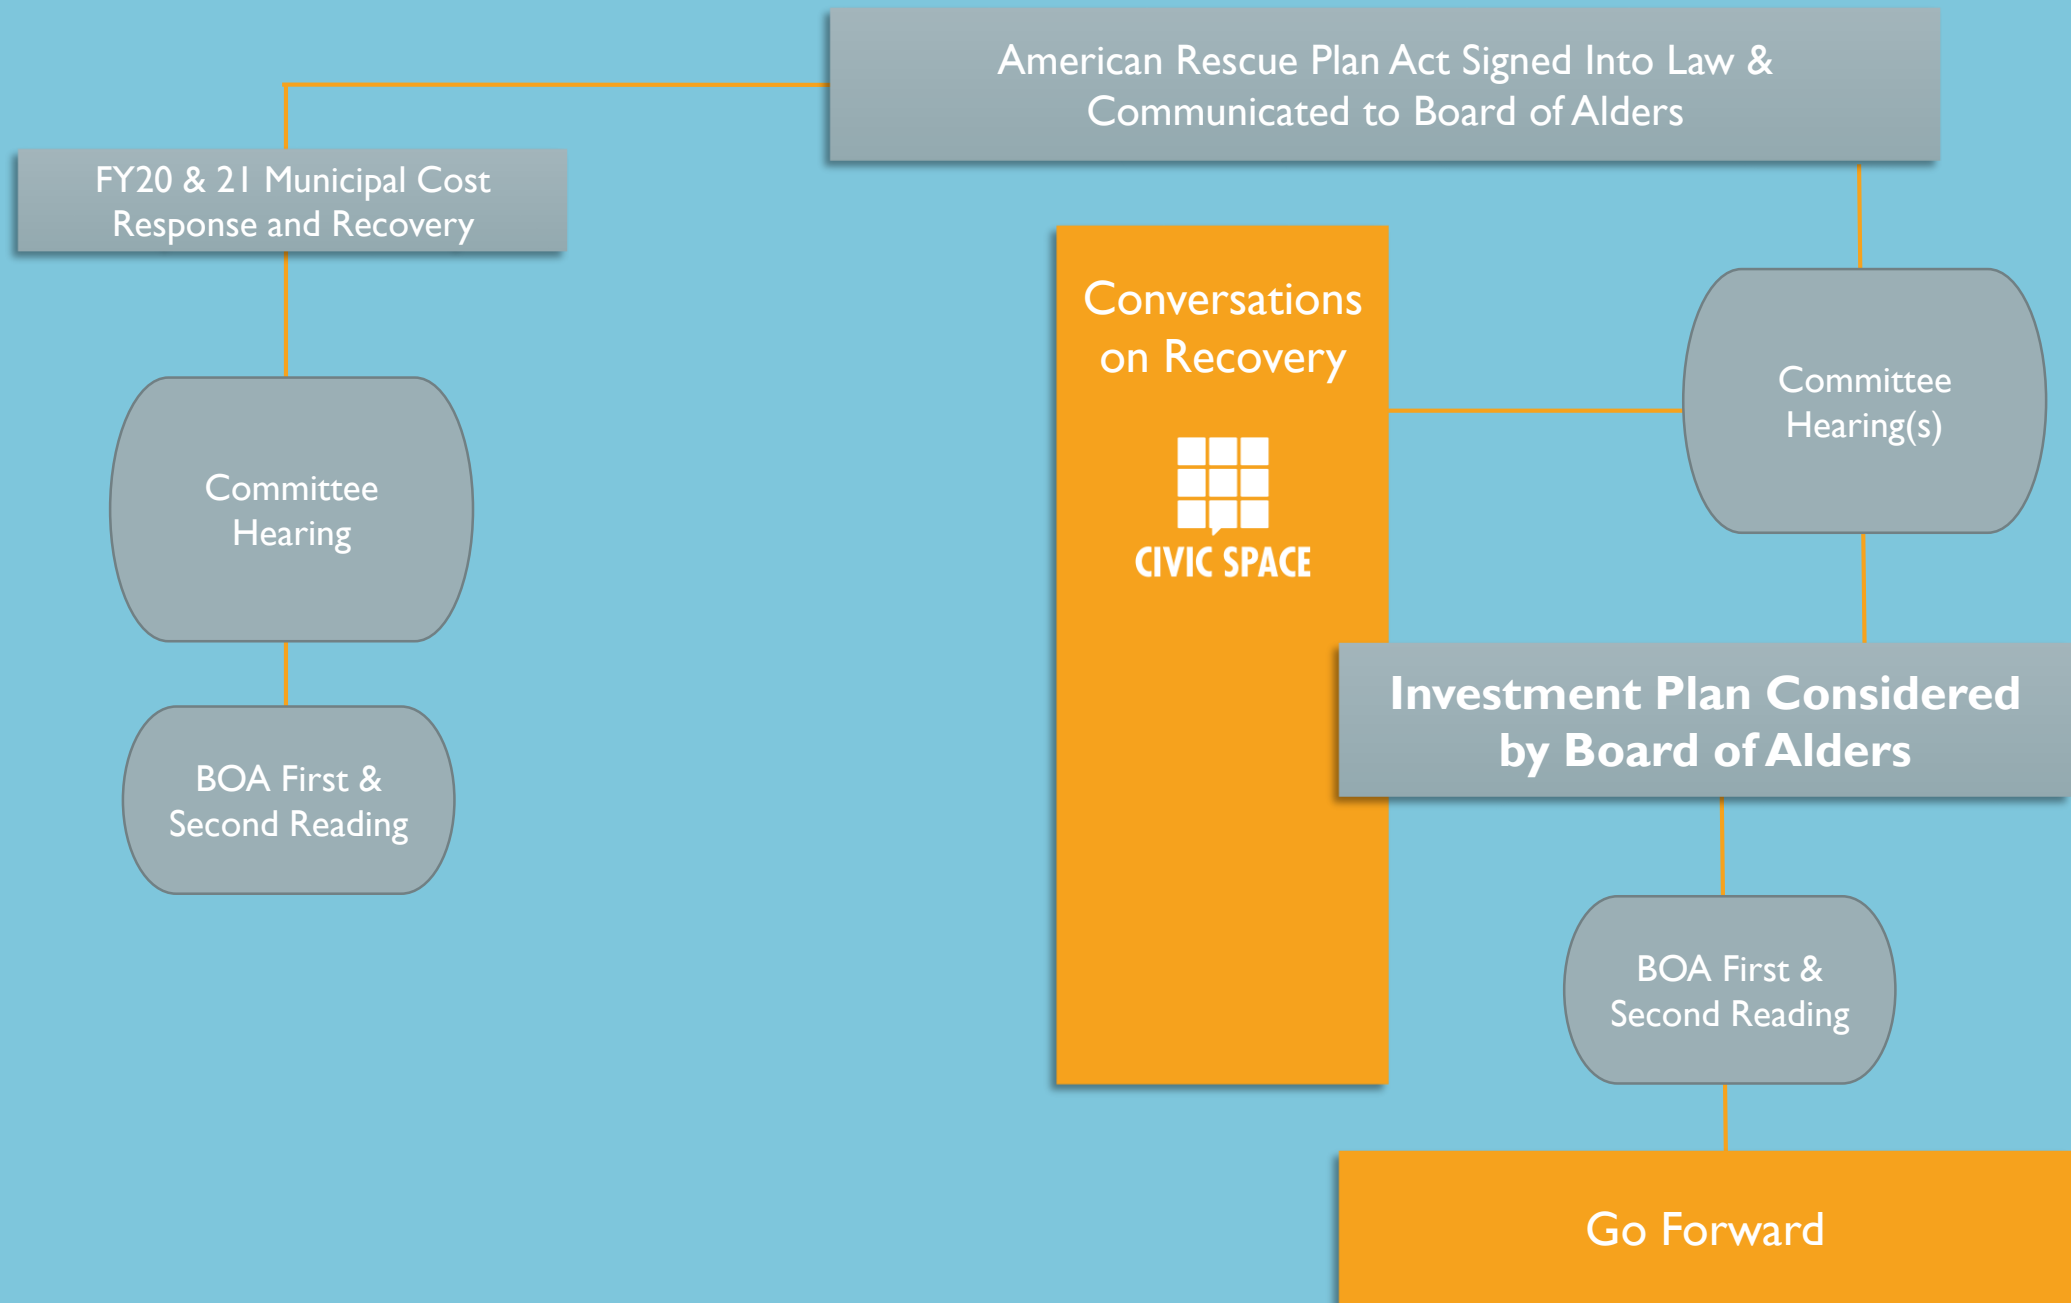 American Rescue Plan Act Signed Into Law &
Communicated to Board of Alders
FY20 & 21 Municipal Cost
Response and Recovery
Committee
Hearing
BOA First &
Second Reading
Conversations
on Recovery
CIVIC SPACE
Committee
Hearing(s)
Investment Plan Considered
by Board of Alders
BOA First &
Second Reading
Go Forward